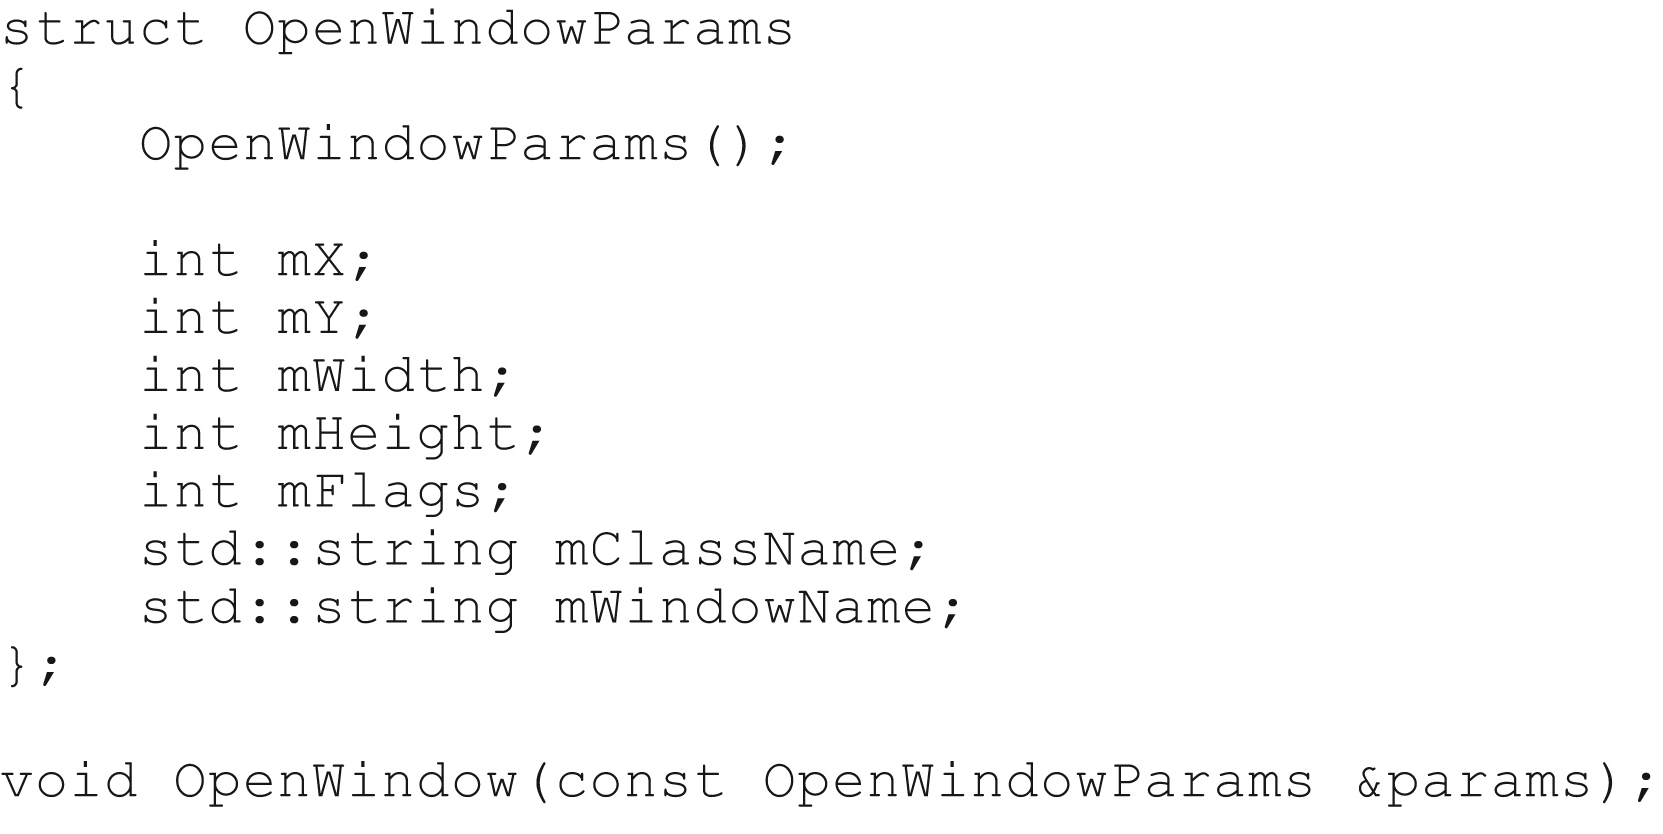 struct OpenWindowParams
{
    OpenWindowParams();

    int mX;
    int mY;
    int mWidth;
    int mHeight;
    int mFlags;
    std::string mClassName;
    std::string mWindowName;
};

void OpenWindow(const OpenWindowParams &params);